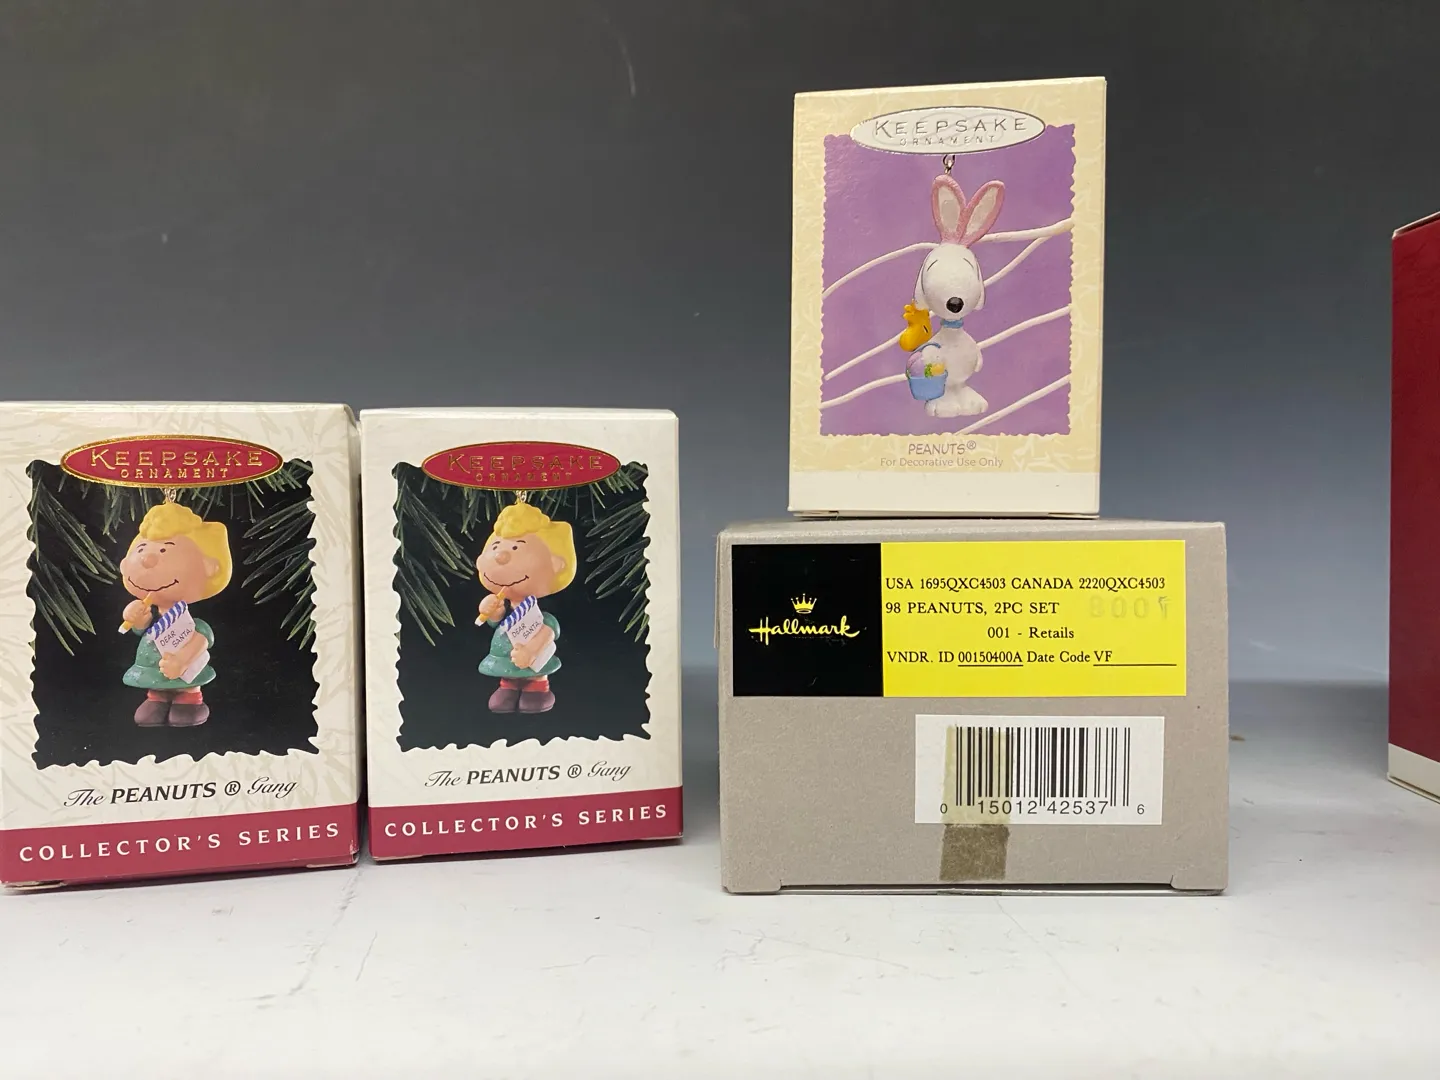 KEEPSAKE
ORNAMENT
DEAR
SANTA,
The PEANUTS ® Gang
COLLECTOR'S SERIES
KEEPSAKE
ORNAMENT
DEAR
SANTA,
The PEANUTS ® Gang
COLLECTOR'S SERIES
KEEPSAKE
ORNAMENT
PEANUTS®
For Decorative Use Only
Hallmark
USA 1695QXC4503 CANADA 2220QXC4503
98 PEANUTS, 2PC SET
001 - Retails
VNDR. ID 00150400A Date Code VF
0 15012 42537 6